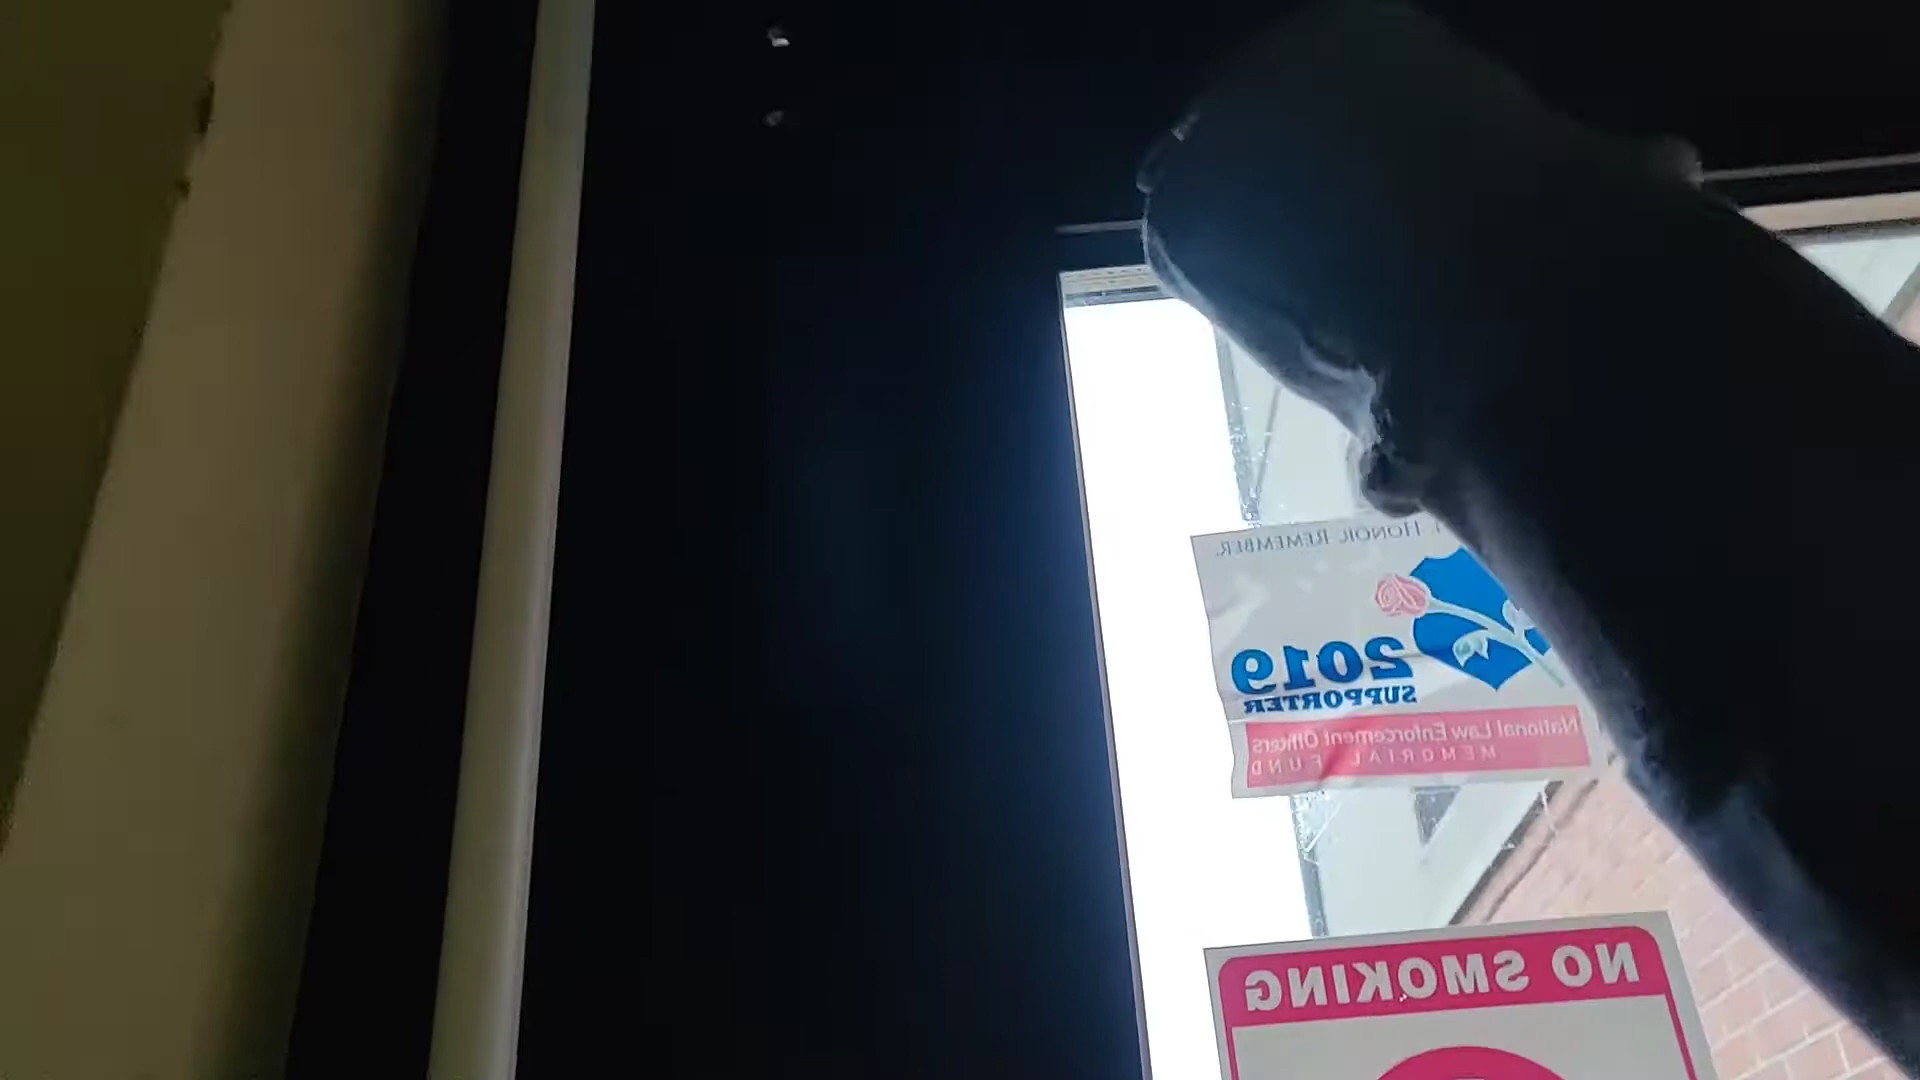 HONOR. REMEMBER.
2019
SUPPORTER
National Law Enforcement Officers
MEMORIAL FUND
NO SMOKING